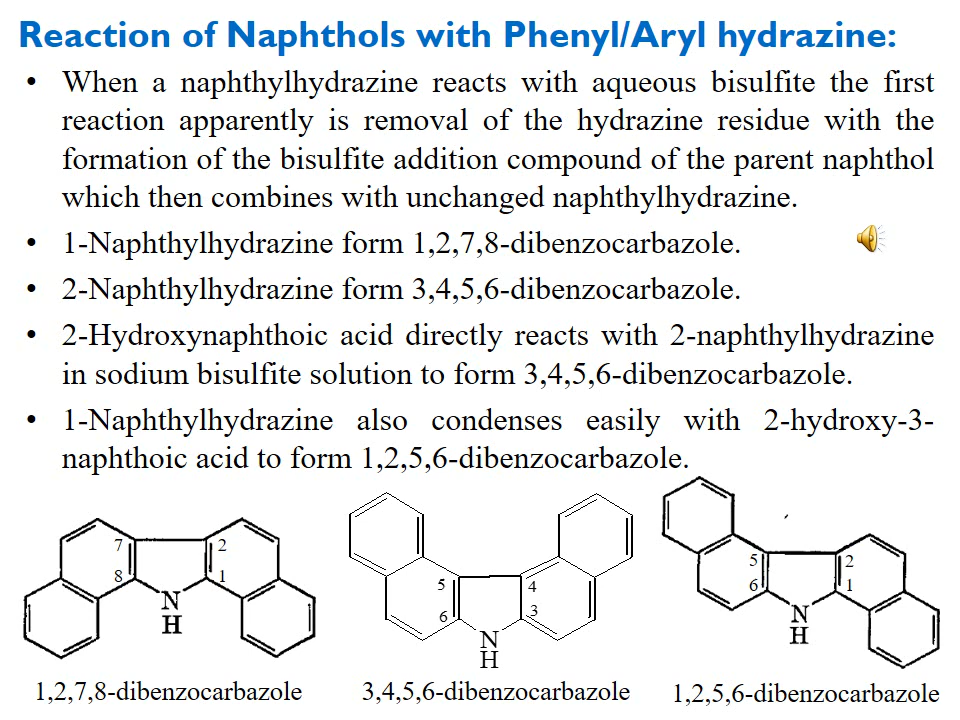 Reaction of Naphthols with Phenyl/Aryl hydrazine:
• When a naphthylhydrazine reacts with aqueous bisulfite the first
reaction apparently is removal of the hydrazine residue with the
formation of the bisulfite addition compound of the parent naphthol
which then combines with unchanged naphthylhydrazine.
• 1-Naphthylhydrazine form 1,2,7,8-dibenzocarbazole.
• 2-Naphthylhydrazine form 3,4,5,6-dibenzocarbazole.
• 2-Hydroxynaphthoic acid directly reacts with 2-naphthylhydrazine
in sodium bisulfite solution to form 3,4,5,6-dibenzocarbazole.
• 1-Naphthylhydrazine also condenses easily with 2-hydroxy-3-
naphthoic acid to form 1,2,5,6-dibenzocarbazole.
7 2
8 1
N
H
5 4
6 3
N
H
5 2
6 1
N
H
1,2,7,8-dibenzocarbazole
3,4,5,6-dibenzocarbazole
1,2,5,6-dibenzocarbazole